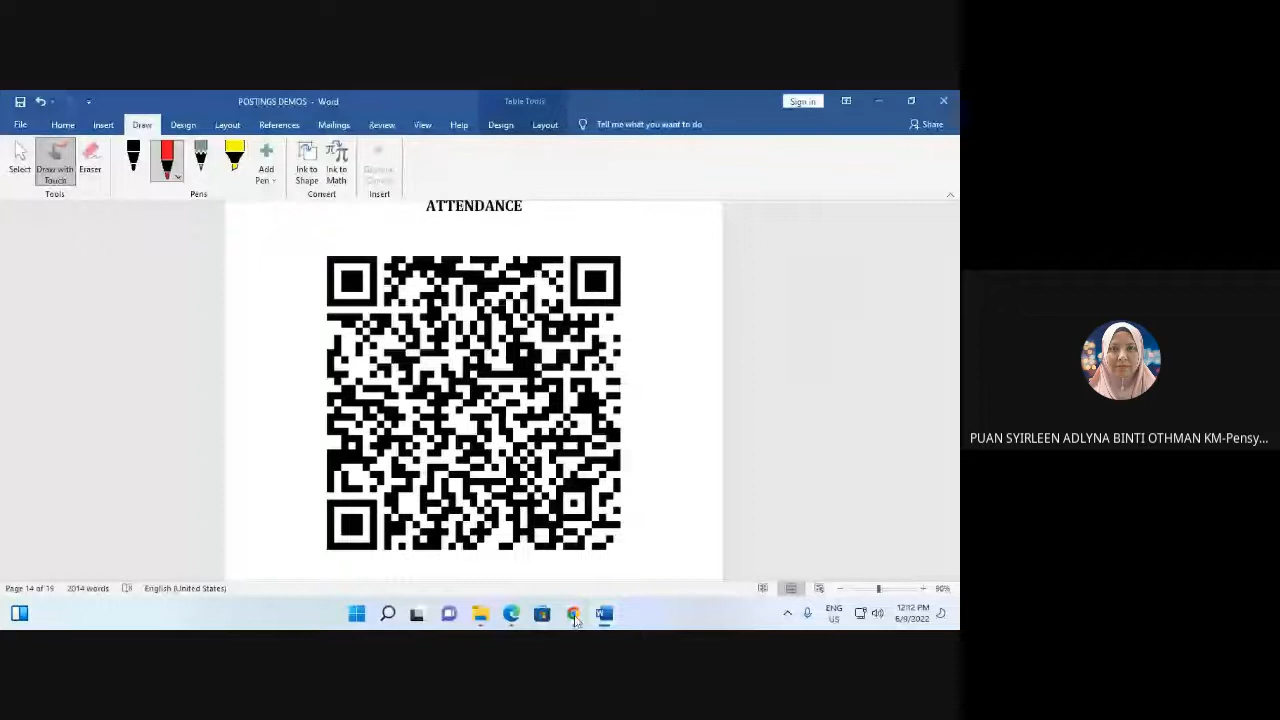 POSTINGS DEMOS - Word
Table Tools
Sign in
File Home Insert Draw Design Layout References Mailings Review View Help Design Layout Tell me what you want to do Share
Select Draw with Touch Eraser Add Pen Ink to Shape Ink to Math
Tools Pens Convert Insert
ATTENDANCE
PUAN SYIRLEEN ADLYNA BINTI OTHMAN KM-Pensy...
Page 14 of 19 2014 words English (United States) 90%
ENG US 12:12 PM 6/9/2022